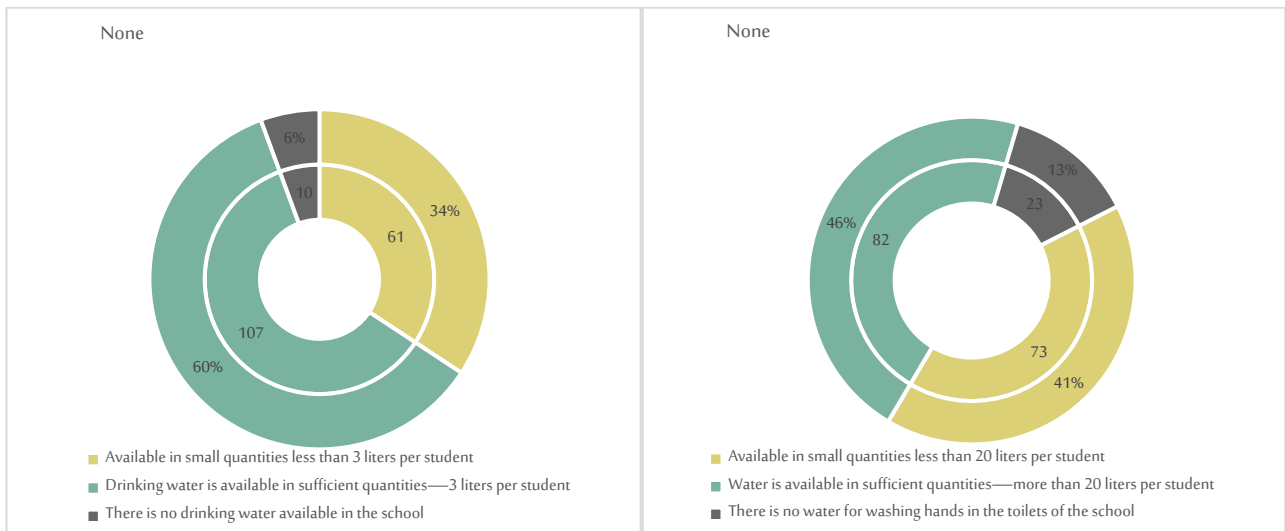 None
6%
10
34%
61
107
60%
Available in small quantities less than 3 liters per student
Drinking water is available in sufficient quantities—3 liters per student
There is no drinking water available in the school
None
13%
23
46%
82
73
41%
Available in small quantities less than 20 liters per student
Water is available in sufficient quantities—more than 20 liters per student
There is no water for washing hands in the toilets of the school